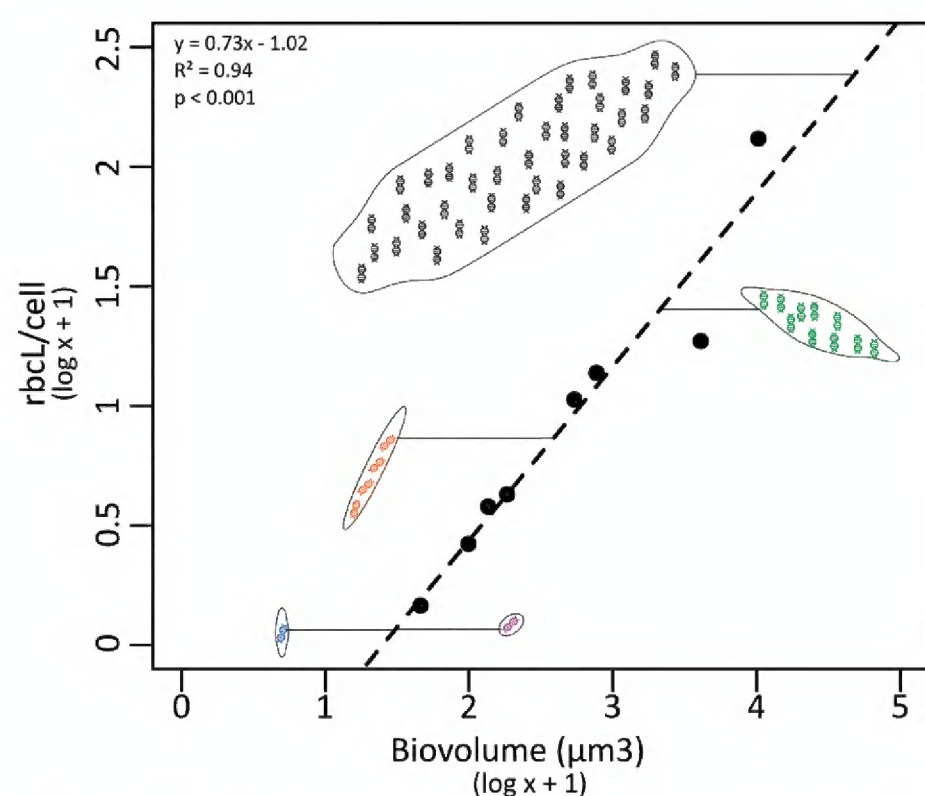 y = 0.73x - 1.02
R² = 0.94
p < 0.001
rbcL/cell
(log x + 1)
2.5
2
1.5
1
0.5
0
0 1 2 3 4 5
Biovolume (µm3)
(log x + 1)